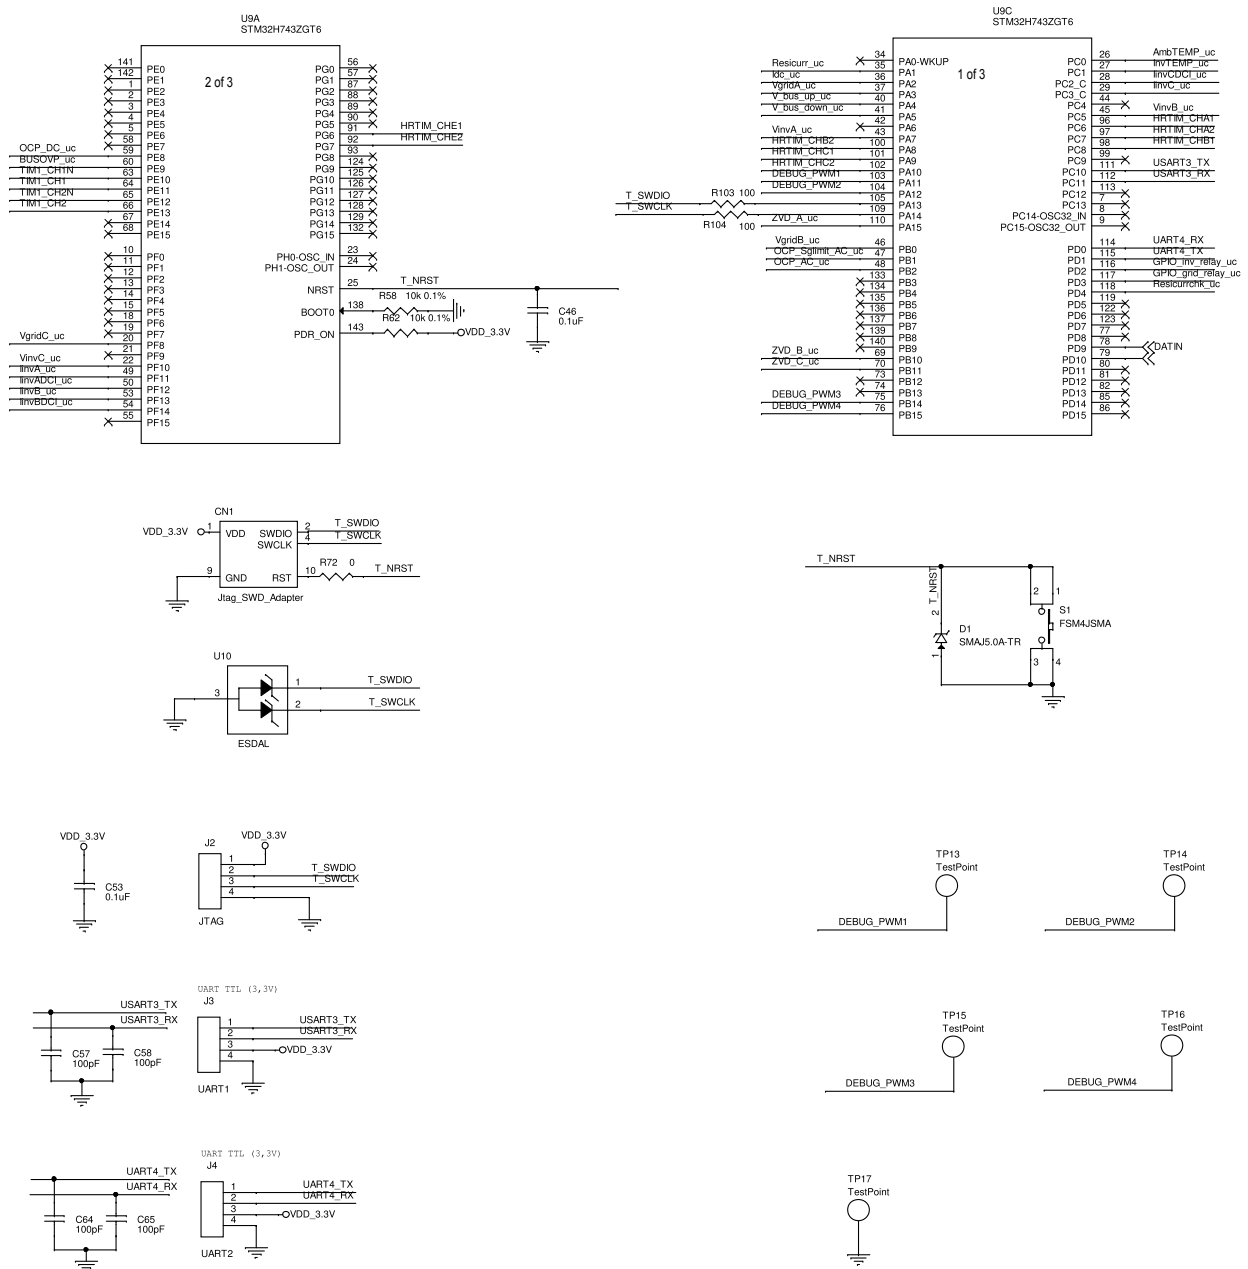 U9A
STM32H743ZGT6
2 of 3
141 PE0
142 PE1
1 PE2
2 PE3
3 PE4
4 PE5
5 PE6
58 PE7
OCP_DC_uc 59 PE8
BUSOVP_uc 60 PE9
TIM1_CH1N 63 PE10
TIM1_CH1 64 PE11
TIM1_CH2N 65 PE12
TIM1_CH2 66 PE13
67 PE14
68 PE15
10 PF0
11 PF1
12 PF2
13 PF3
14 PF4
15 PF5
18 PF6
19 PF7
VgridC_uc 20 PF8
21 PF9
VinvC_uc 22 PF10
IinvA_uc 49 PF11
IinvADCI_uc 50 PF12
IinvB_uc 53 PF13
IinvBDCI_uc 54 PF14
55 PF15
PG0 56
PG1 57
PG2 87
PG3 88
PG4 89
PG5 90
PG6 91 HRTIM_CHE1
PG7 92 HRTIM_CHE2
PG8 93
PG9 124
PG10 125
PG11 126
PG12 127
PG13 128
PG14 129
PG15 132
PH0-OSC_IN 23
PH1-OSC_OUT 24
NRST 25 T_NRST
BOOT0 138 R58 10k 0.1%
PDR_ON 143 R62 10k 0.1% VDD_3.3V
C46
0.1uF
U9C
STM32H743ZGT6
1 of 3
34 PA0-WKUP
Resicurr_uc 35 PA1
Idc_uc 36 PA2
VgridA_uc 37 PA3
V_bus_up_uc 40 PA4
V_bus_down_uc 41 PA5
42 PA6
VinvA_uc 43 PA7
HRTIM_CHB2 100 PA8
HRTIM_CHC1 101 PA9
HRTIM_CHC2 102 PA10
DEBUG_PWM1 103 PA11
DEBUG_PWM2 104 PA12
T_SWDIO R103 100 105 PA13
T_SWCLK R104 100 109 PA14
ZVD_A_uc 110 PA15
VgridB_uc 46 PB0
OCP_Sglimit_AC_uc 47 PB1
OCP_AC_uc 48 PB2
133 PB3
134 PB4
135 PB5
136 PB6
137 PB7
139 PB8
140 PB9
ZVD_B_uc 69 PB10
ZVD_C_uc 70 PB11
73 PB12
74 PB13
DEBUG_PWM3 75 PB14
DEBUG_PWM4 76 PB15
PC0 26 AmbTEMP_uc
PC1 27 InvTEMP_uc
PC2_C 28 IinvCDCI_uc
PC3_C 29 IinvC_uc
PC4 44
PC5 45 VinvB_uc
PC6 96 HRTIM_CHA1
PC7 97 HRTIM_CHA2
PC8 98 HRTIM_CHB1
PC9 99
PC10 111 USART3_TX
PC11 112 USART3_RX
PC12 113
PC13 7
PC14-OSC32_IN 8
PC15-OSC32_OUT 9
PD0 114 UART4_RX
PD1 115 UART4_TX
PD2 116 GPIO_inv_relay_uc
PD3 117 GPIO_grid_relay_uc
PD4 118 Resicurrchk_uc
PD5 119
PD6 122
PD7 123
PD8 77
PD9 78 DATIN
PD10 79
PD11 80
PD12 81
PD13 82
PD14 85
PD15 86
CN1
VDD_3.3V 1 VDD SWDIO 2 T_SWDIO
SWCLK 4 T_SWCLK
9 GND RST 10 R72 0 T_NRST
Jtag_SWD_Adapter
T_NRST
T_NRST
2
1
D1
SMAJ5.0A-TR
2 1
S1
FSM4JSMA
3 4
U10
3
1 T_SWDIO
2 T_SWCLK
ESDAL
VDD_3.3V
C53
0.1uF
J2
VDD_3.3V
1
2 T_SWDIO
3 T_SWCLK
4
JTAG
TP13
TestPoint
DEBUG_PWM1
TP14
TestPoint
DEBUG_PWM2
USART3_TX
USART3_RX
C57
100pF
C58
100pF
UART TTL (3,3V)
J3
1 USART3_TX
2 USART3_RX
3 VDD_3.3V
4
UART1
TP15
TestPoint
DEBUG_PWM3
TP16
TestPoint
DEBUG_PWM4
UART4_TX
UART4_RX
C64
100pF
C65
100pF
UART TTL (3,3V)
J4
1 UART4_TX
2 UART4_RX
3 VDD_3.3V
4
UART2
TP17
TestPoint